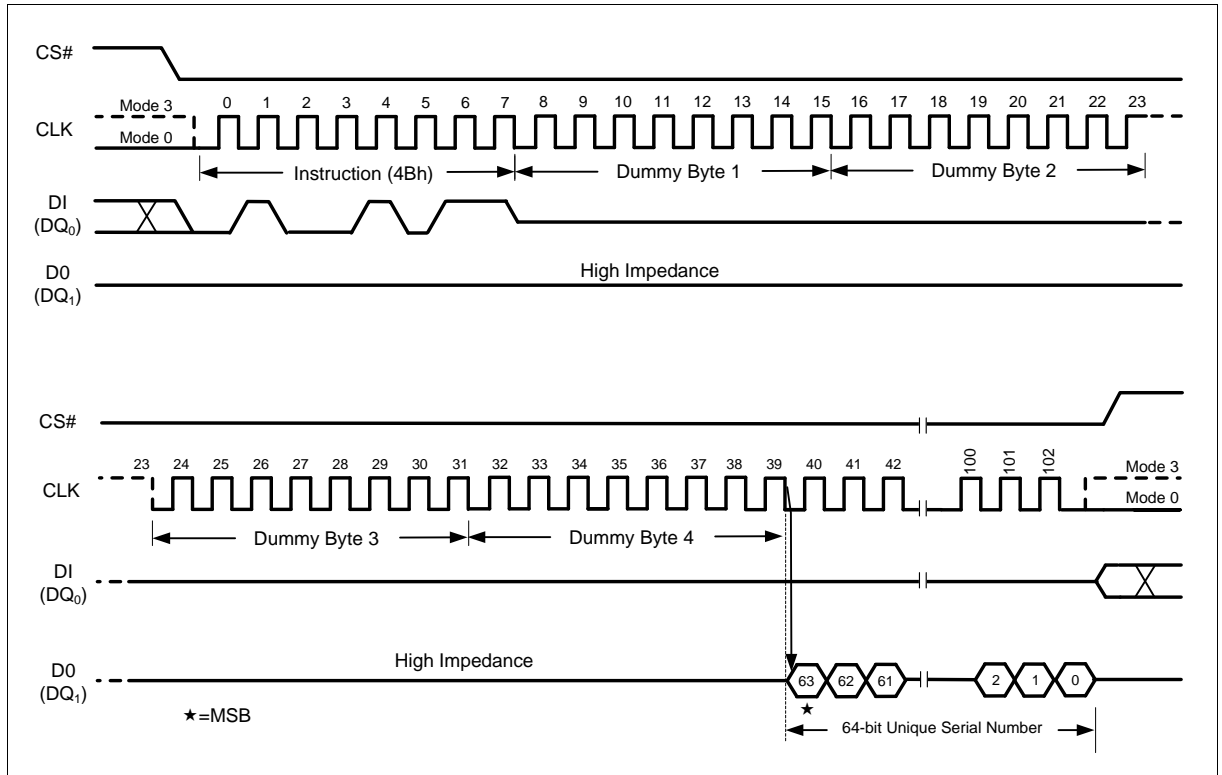 CS#
Mode 3 0 1 2 3 4 5 6 7 8 9 10 11 12 13 14 15 16 17 18 19 20 21 22 23
CLK
Mode 0
Instruction (4Bh) Dummy Byte 1 Dummy Byte 2
DI
(DQ0)
D0
(DQ1)
High Impedance
CS#
23 24 25 26 27 28 29 30 31 32 33 34 35 36 37 38 39 40 41 42 100 101 102 Mode 3
CLK
Mode 0
Dummy Byte 3 Dummy Byte 4
DI
(DQ0)
D0
(DQ1)
High Impedance
63 62 61 2 1 0
★=MSB
★
64-bit Unique Serial Number